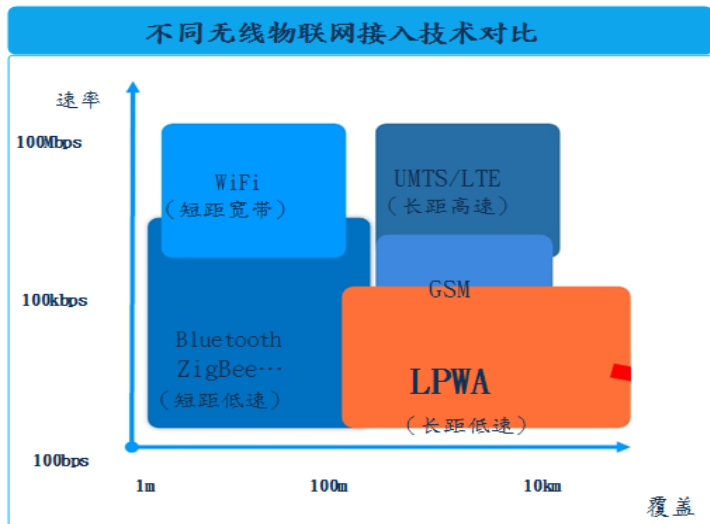 不同无线物联网接入技术对比
速率
100Mbps
WiFi
(短距宽带)
UMTS/LTE
(长距高速)
100kbps
GSM
Bluetooth
ZigBee…
(短距低速)
LPWA
(长距低速)
100bps
1m
100m
10km
覆盖